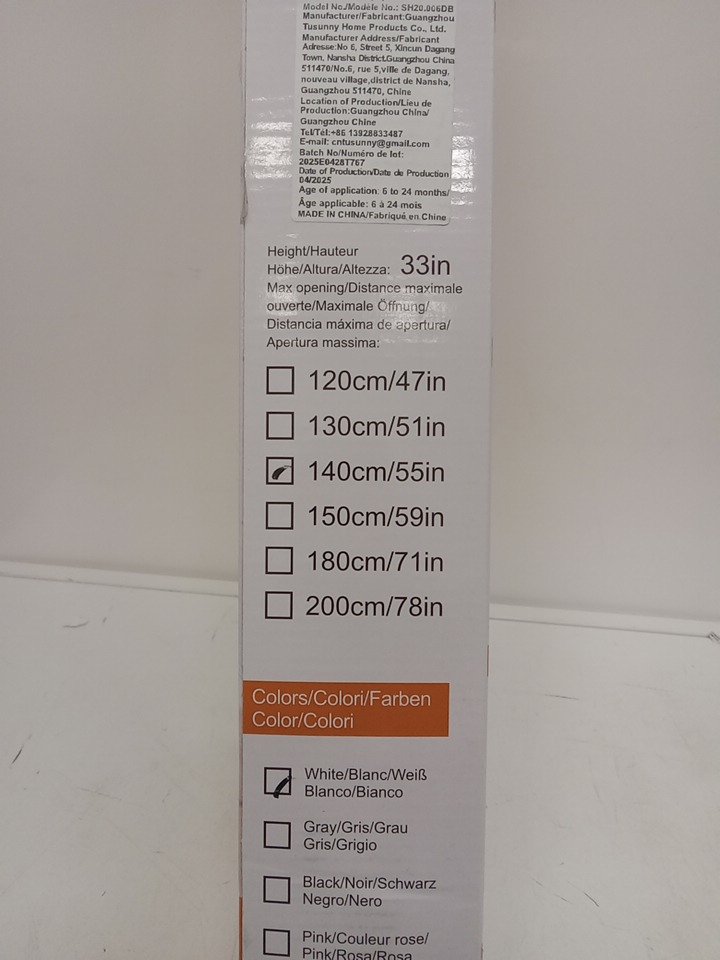 Model No./Modèle No.: SH20.006DB
Manufacturer/Fabricant:Guangzhou
Tusunny Home Products Co., Ltd.
Manufacturer Address/Fabricant
Adresse:No 6, Street 5, Xincun Dagang
Town, Nansha District.Guangzhou China
511470/No.6, rue 5,ville de Dagang,
nouveau village,district de Nansha,
Guangzhou 511470, Chine
Location of Production/Lieu de
Production:Guangzhou China/
Guangzhou Chine
Tel/Tél:+86 13928833487
E-mail: cntusunny@gmail.com
Batch No/Numéro de lot:
2025E0428T767
Date of Production/Date de Production
04/2025
Age of application: 6 to 24 months/
Âge applicable: 6 à 24 mois
MADE IN CHINA/Fabriqué en Chine
Height/Hauteur
Höhe/Altura/Altezza: 33in
Max opening/Distance maximale
ouverte/Maximale Öffnung/
Distancia máxima de apertura/
Apertura massima:
120cm/47in
130cm/51in
140cm/55in
150cm/59in
180cm/71in
200cm/78in
Colors/Colori/Farben
Color/Colori
White/Blanc/Weiß
Blanco/Bianco
Gray/Gris/Grau
Gris/Grigio
Black/Noir/Schwarz
Negro/Nero
Pink/Couleur rose/
Pink/Rosa/Rosa